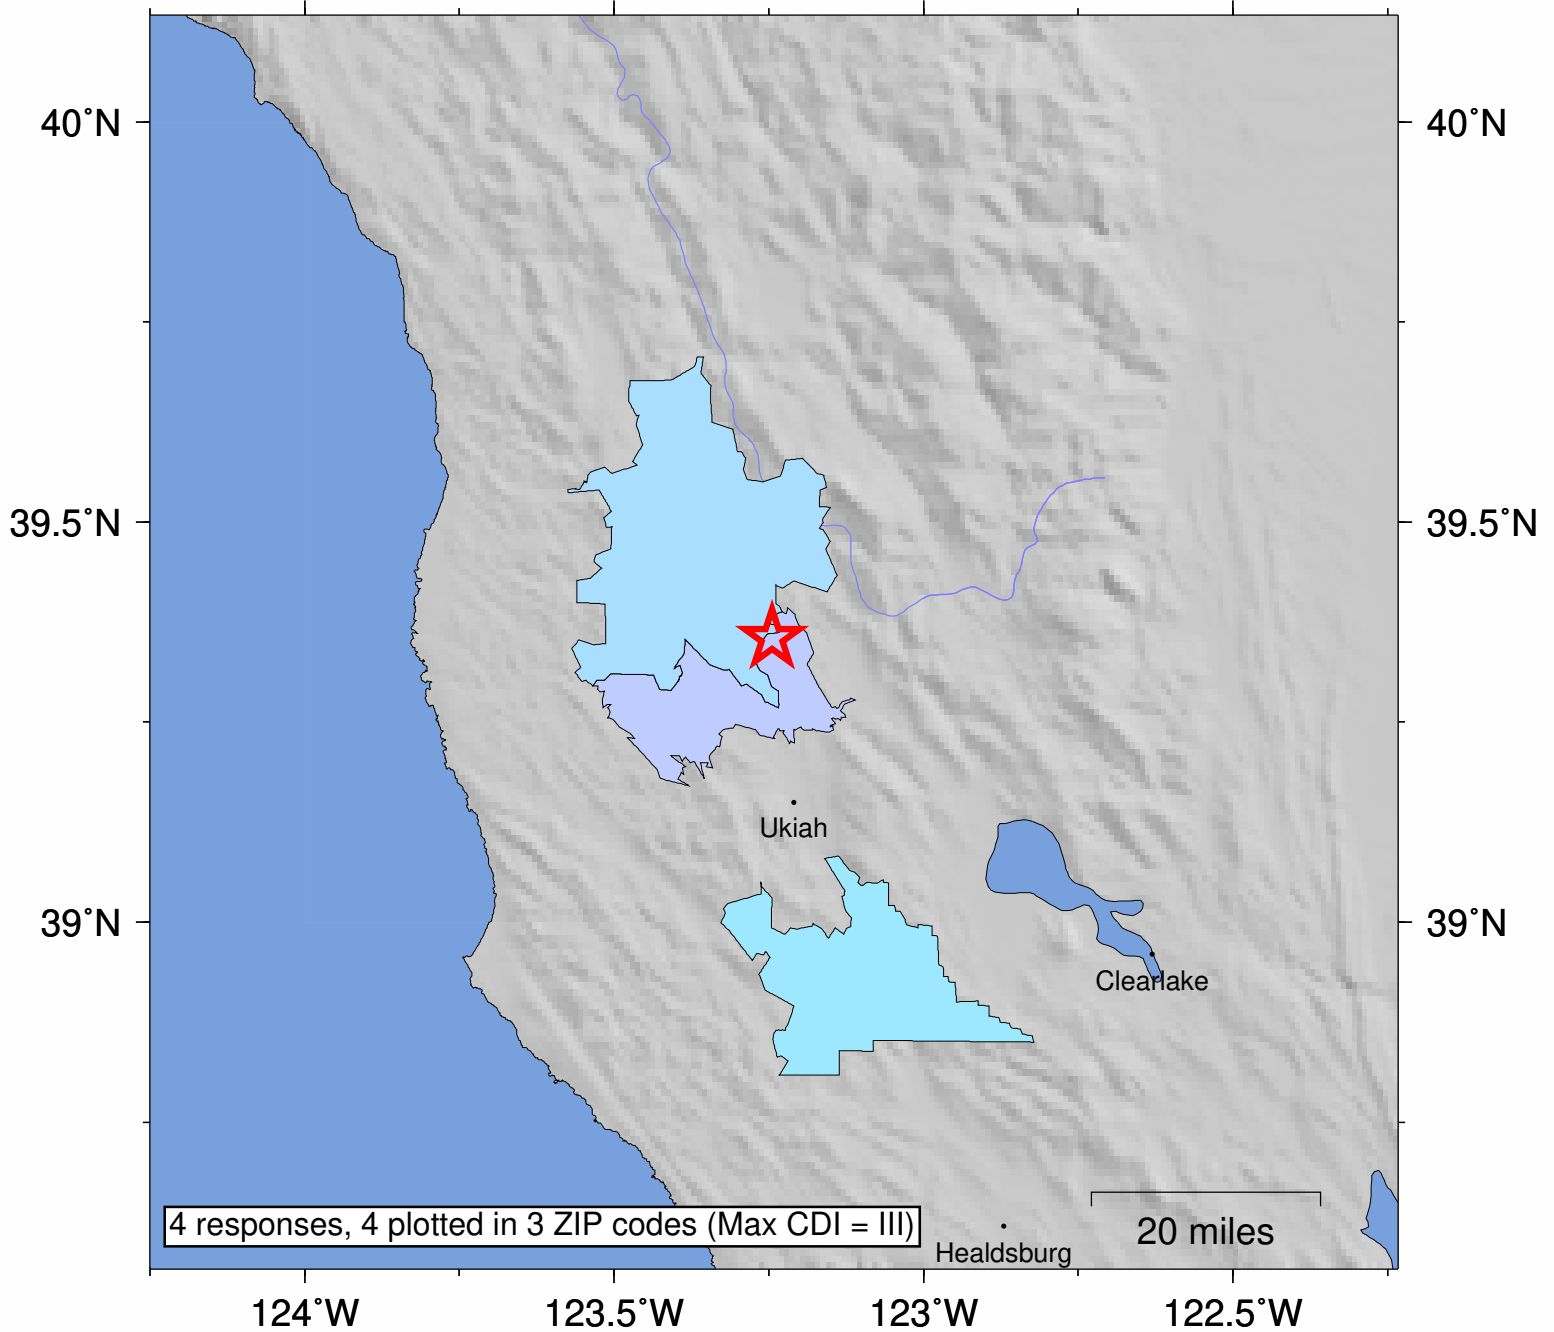 40˚N
40˚N
39.5˚N
39.5˚N
Ukiah
39˚N
39˚N
Clearlake
4 responses, 4 plotted in 3 ZIP codes (Max CDI = III)
20 miles
Healdsburg
124˚W
123.5˚W
123˚W
122.5˚W